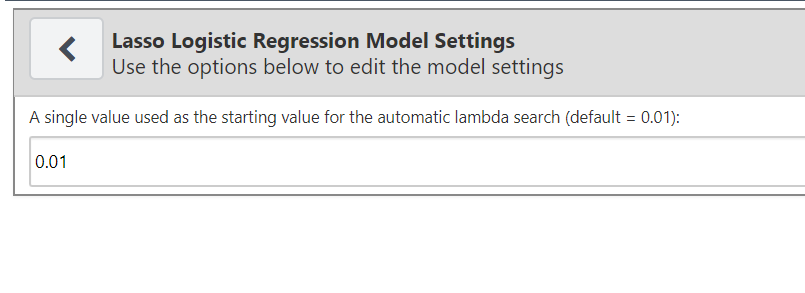 Lasso Logistic Regression Model Settings
Use the options below to edit the model settings
A single value used as the starting value for the automatic lambda search (default = 0.01):
0.01